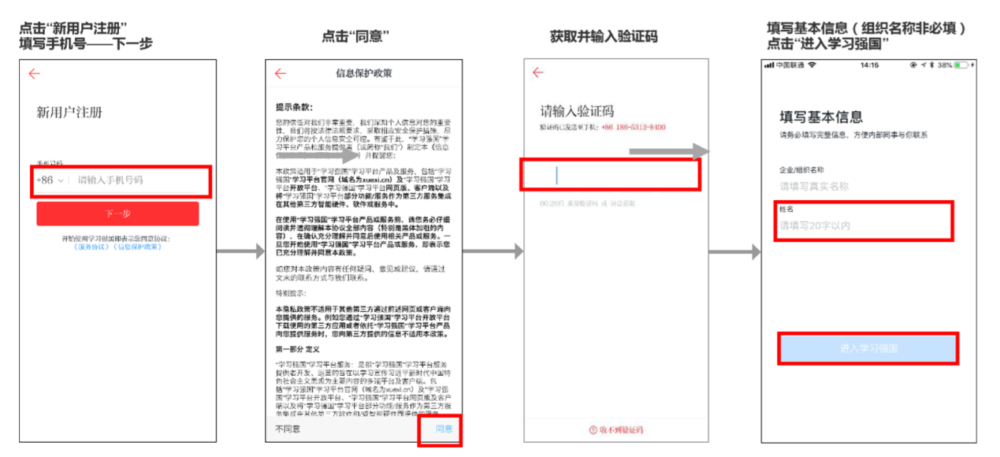 点击“新用户注册”
填写手机号——下一步
新用户注册
手机号码
+86
请输入手机号码
下一步
开始使用学习强国即表示您同意协议:
《服务协议》《信息保护政策》
点击“同意”
信息保护政策
提示条款:
您的信任对我们非常重要, 我们深知个人信息对您的重要
性, 我们将按法律法规要求, 采取相应安全保护措施, 尽
力保护您的个人信息安全可控。有鉴于此, “学习强国”学
习平台产品和服务提供者 (或简称“我们”) 制定本《信息
并提醒您:
本政策适用于“学习强国”学习平台产品及服务, 包括“学习
强国”学习平台官网 (域名为xuexi.cn) 及“学习强国”学习
平台开放平台、“学习强国”学习平台网页版、客户端以及
将“学习强国”学习平台部分功能/服务作为第三方服务集成
在其他第三方智能硬件、软件或服务中。
在使用“学习强国”学习平台产品或服务前, 请您务必仔细
阅读并透彻理解本协议全部内容 (特别是黑体加粗的内
容) , 在确认充分理解并同意后使用相关产品或服务。一
旦您开始使用“学习强国”学习平台产品或服务, 即表示您
已充分理解并同意本政策。
如您对本政策内容有任何疑问、意见或建议, 请通过
文末的联系方式与我们联系。
特别提示:
本隐私政策不适用于其他第三方通过前述网页或客户端向
您提供的服务。例如您通过“学习强国”学习平台开放平台
下载使用的第三方应用或者依托“学习强国”学习平台产品
向您提供服务时, 您向第三方提供的信息不适用本政策。
第一部分 定义
“学习强国”学习平台服务: 是指“学习强国”学习平台服务
提供者开发、运营的旨在以学习宣传习近平新时代中国特
色社会主义思想为主要内容的多端平台及客户端。包
括“学习强国”学习平台官网 (域名为xuexi.cn) 及“学习强
国”学习平台开放平台、“学习强国”学习平台网页版及客户
端以及将“学习强国”学习平台部分功能/服务作为第三方服
不同意
同意
获取并输入验证码
请输入验证码
验证码已发送至手机: +86 186-5312-8400
重发验证码 或 语音获取
收不到验证码
填写基本信息 ( 组织名称非必填 )
点击“进入学习强国”
中国联通
14:15
38%
填写基本信息
请务必填写完整信息, 方便内部同事与你联系
企业/组织名称
请填写真实名称
姓名
请填写20字以内
进入学习强国